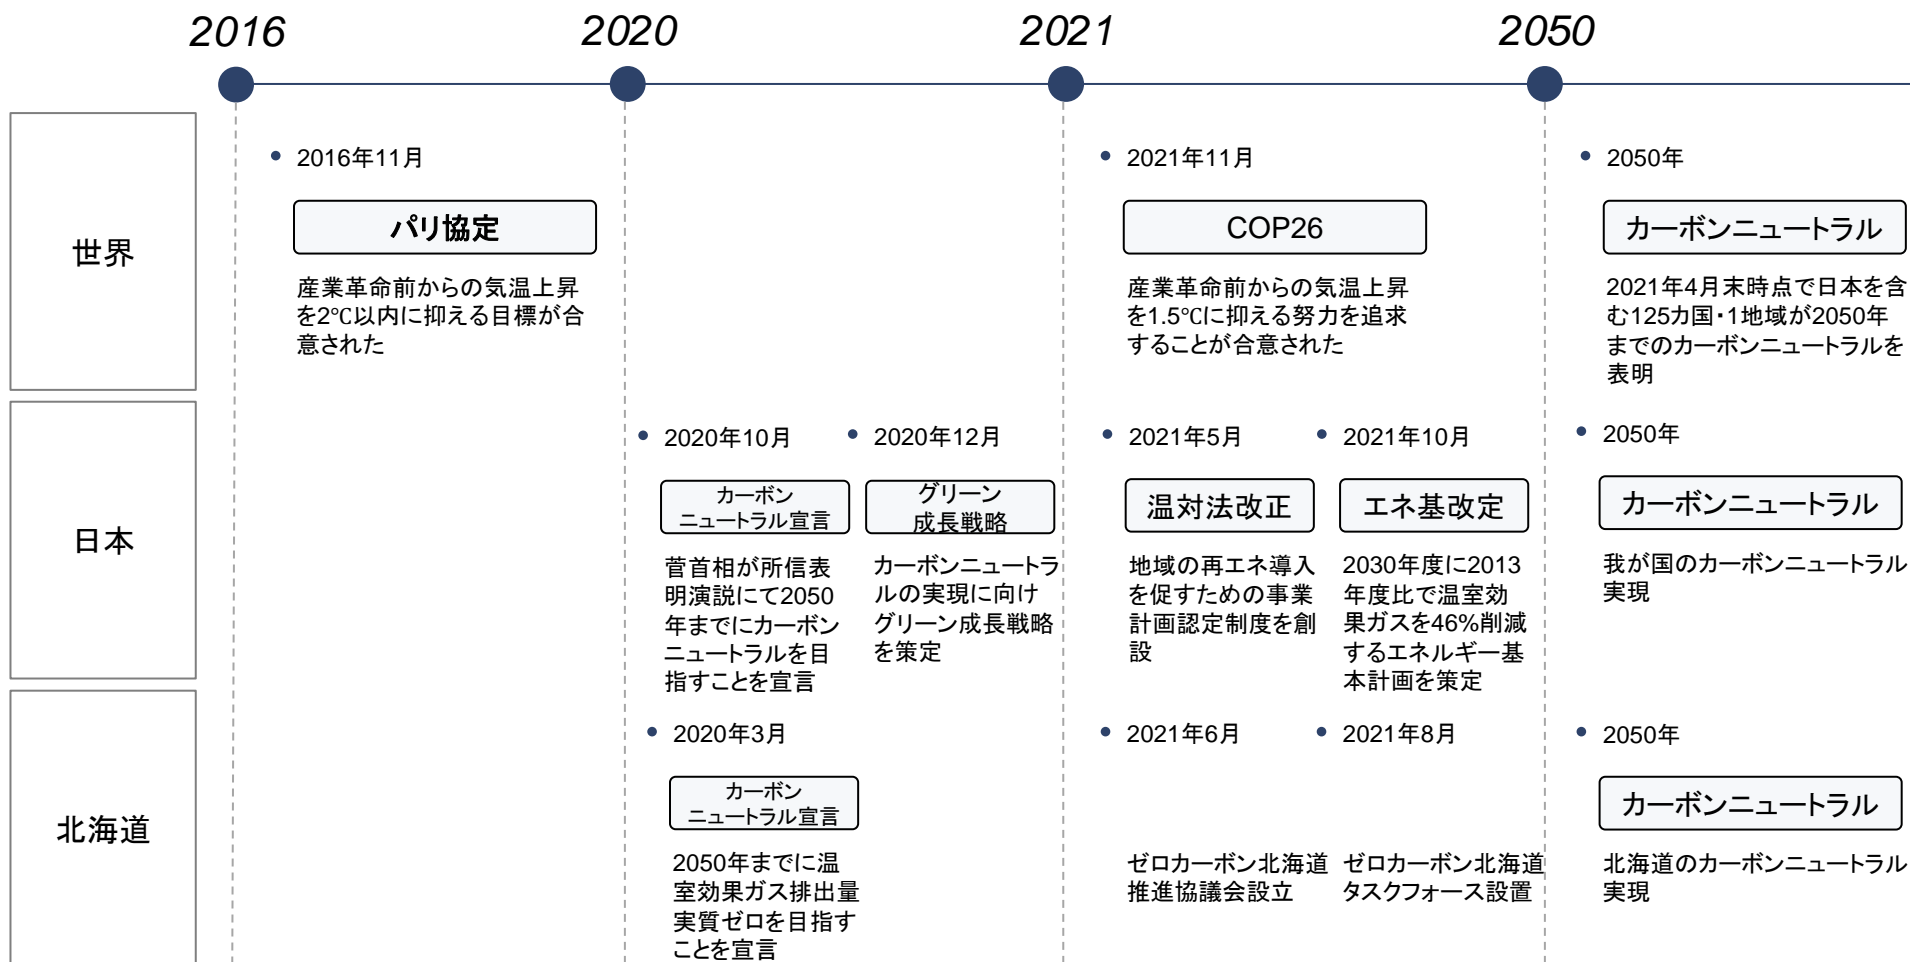 2016
2020
2021
2050
世界
2016年11月
パリ協定
産業革命前からの気温上昇
を2℃以内に抑える目標が合
意された
2021年11月
COP26
産業革命前からの気温上昇
を1.5℃に抑える努力を追求
することが合意された
2050年
カーボンニュートラル
2021年4月末時点で日本を含
む125カ国・1地域が2050年
までのカーボンニュートラルを
表明
日本
2020年10月
カーボン
ニュートラル宣言
菅首相が所信表
明演説にて2050
年までにカーボン
ニュートラルを目
指すことを宣言
2020年12月
グリーン
成長戦略
カーボンニュートラ
ルの実現に向け
グリーン成長戦略
を策定
2021年5月
温対法改正
地域の再エネ導入
を促すための事業
計画認定制度を創
設
2021年10月
エネ基改定
2030年度に2013
年度比で温室効
果ガスを46%削減
するエネルギー基
本計画を策定
2050年
カーボンニュートラル
我が国のカーボンニュートラル
実現
北海道
2020年3月
カーボン
ニュートラル宣言
2050年までに温
室効果ガス排出量
実質ゼロを目指す
ことを宣言
2021年6月
ゼロカーボン北海道
推進協議会設立
2021年8月
ゼロカーボン北海道
タスクフォース設置
2050年
カーボンニュートラル
北海道のカーボンニュートラル
実現